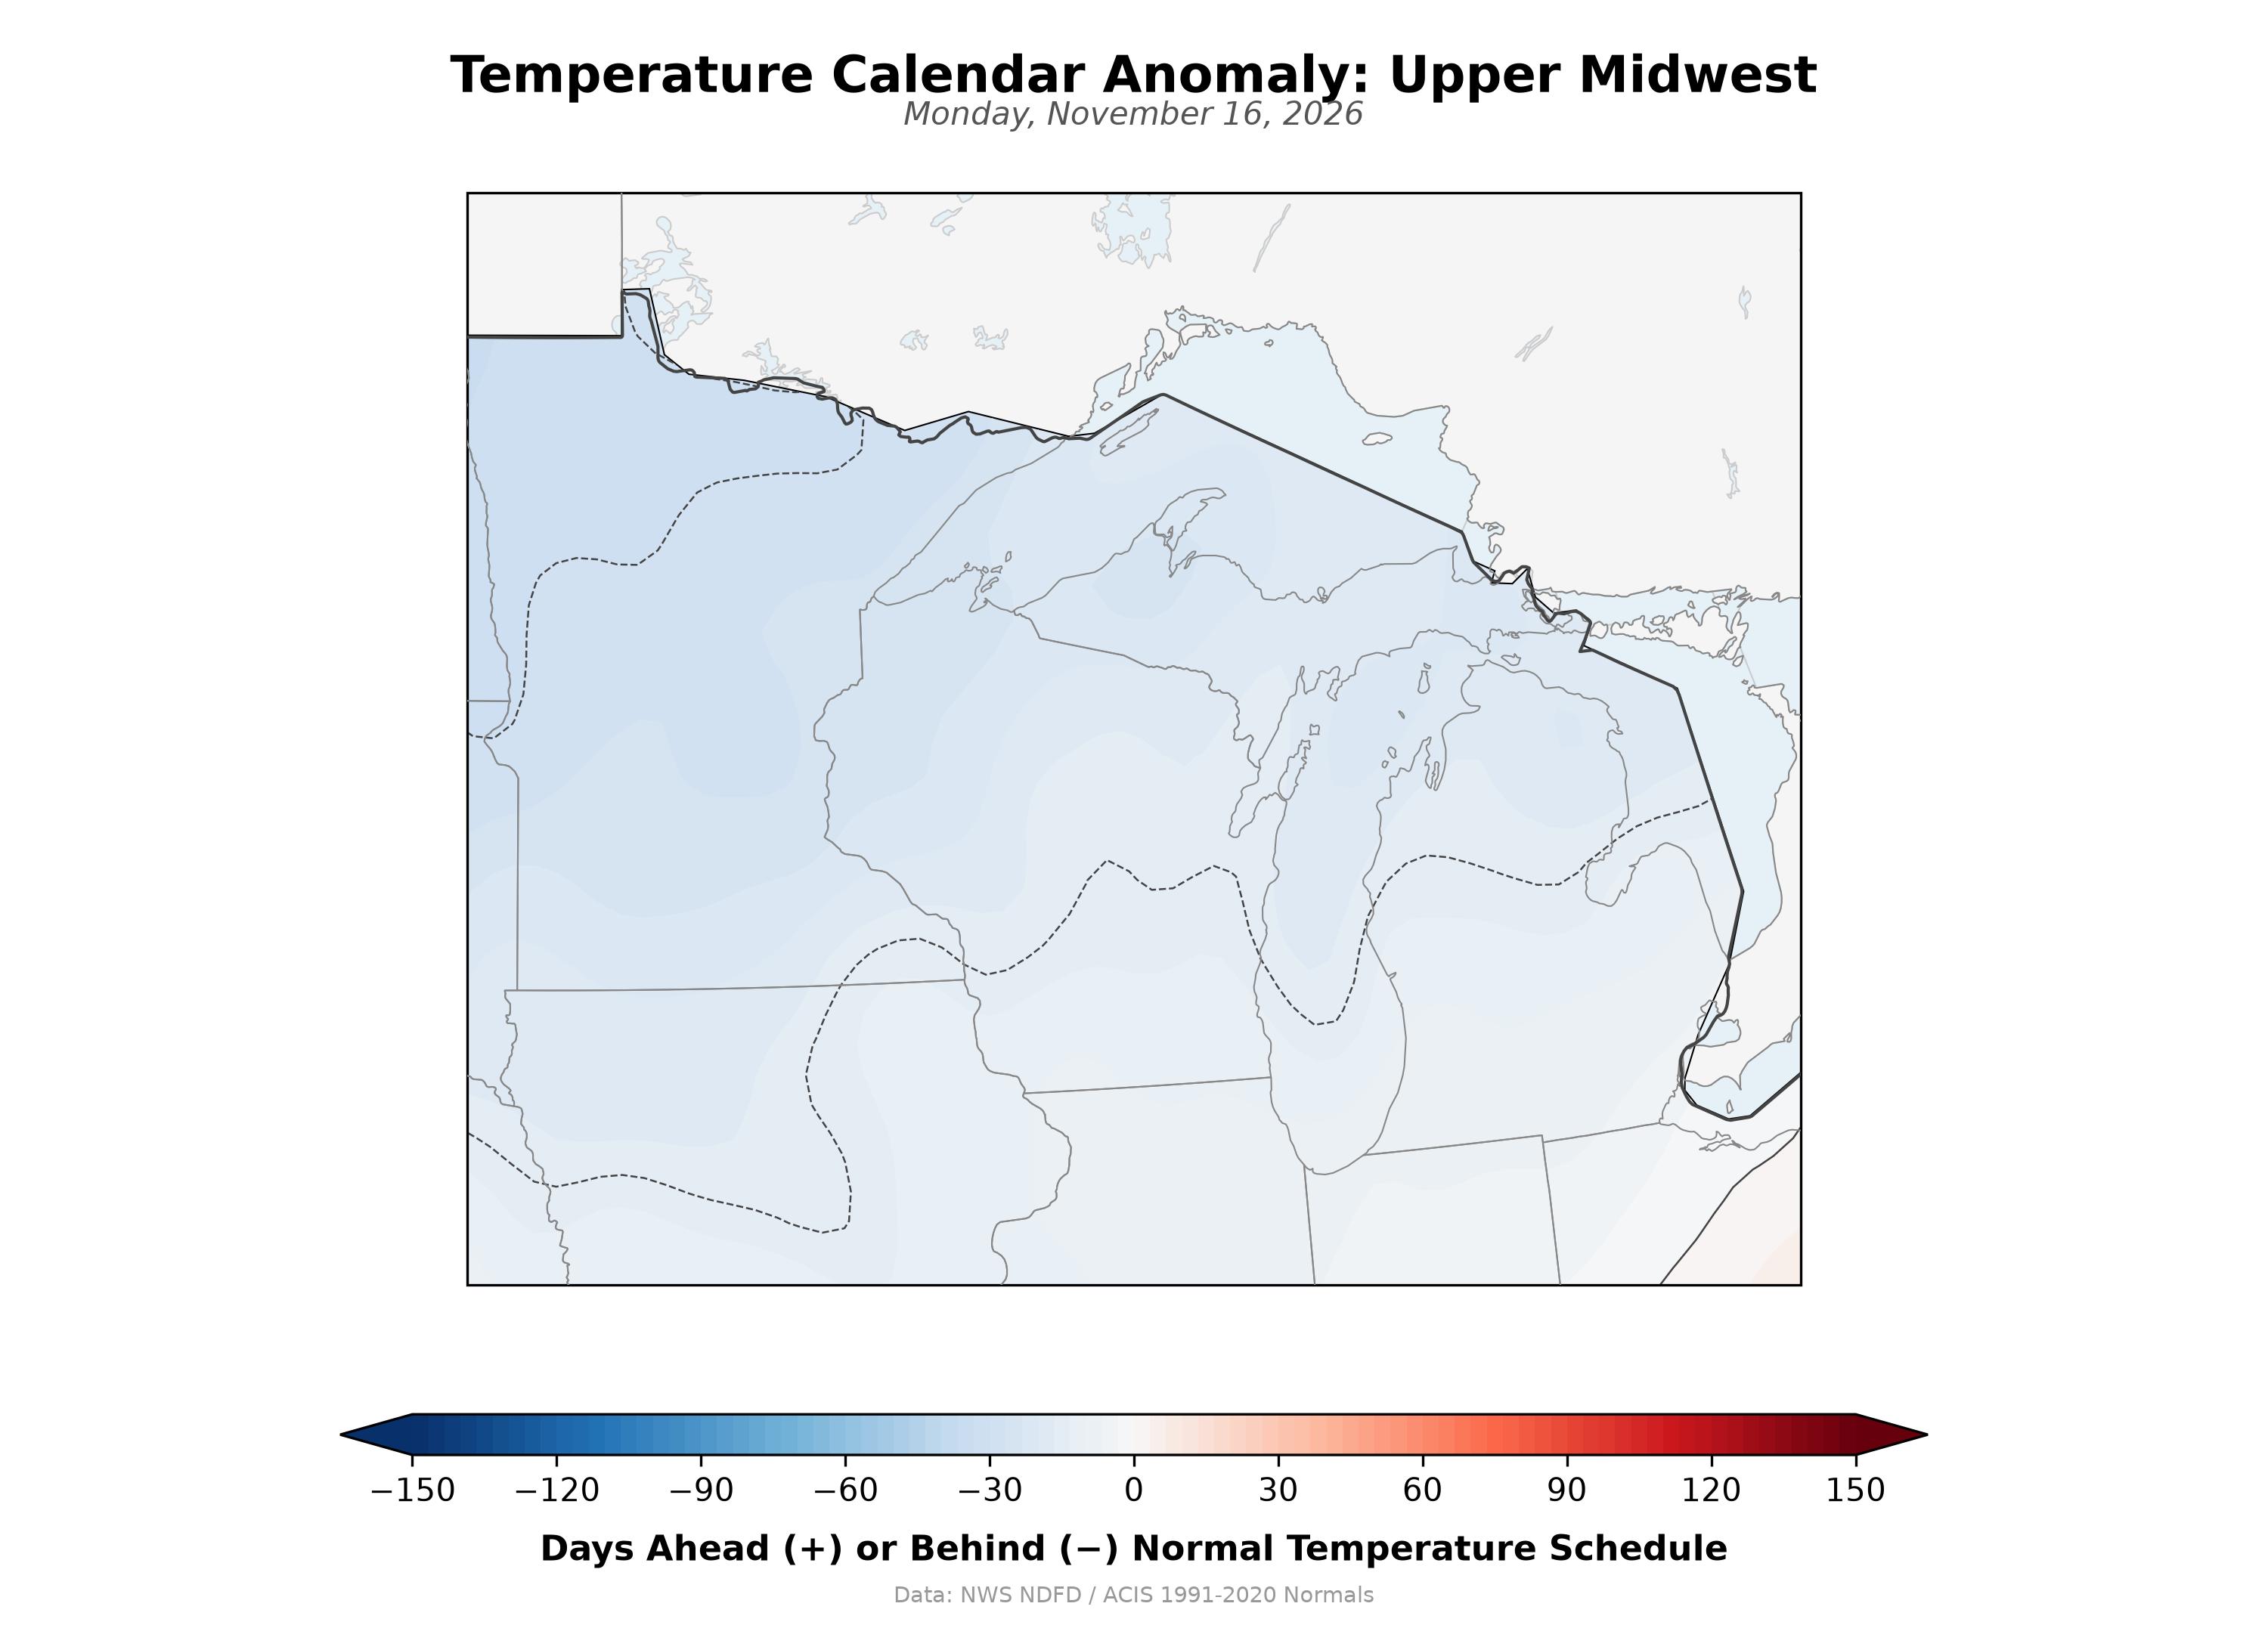 Temperature Calendar Anomaly: Upper Midwest
Monday, November 16, 2026
−150 −120 −90 −60 −30 0 30 60 90 120 150
Days Ahead (+) or Behind (−) Normal Temperature Schedule
Data: NWS NDFD / ACIS 1991-2020 Normals